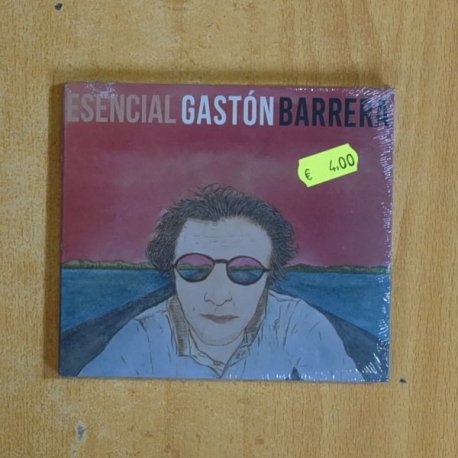 ESENCIAL GASTÓN BARRERA
€ 4,00